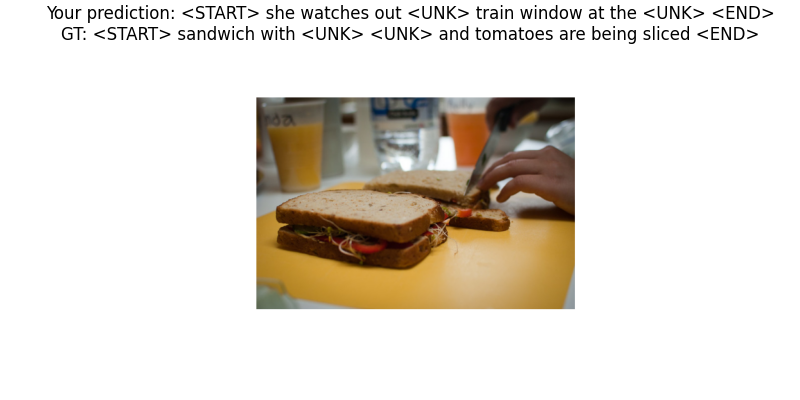 Your prediction: <START> she watches out <UNK> train window at the <UNK> <END>
GT: <START> sandwich with <UNK> <UNK> and tomatoes are being sliced <END>